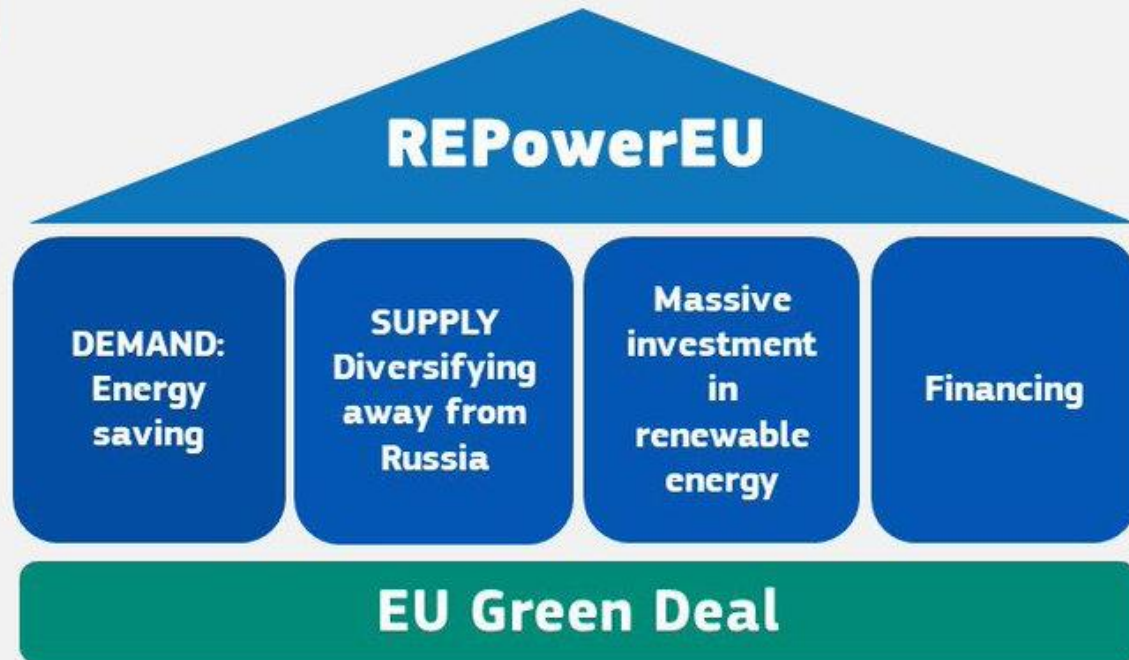 REPowerEU
DEMAND:
Energy
saving
SUPPLY
Diversifying
away from
Russia
Massive
investment
in
renewable
energy
Financing
EU Green Deal